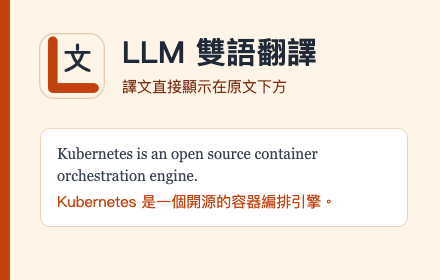 文
LLM 雙語翻譯
譯文直接顯示在原文下方
Kubernetes is an open source container
orchestration engine.
Kubernetes 是一個開源的容器編排引擎。